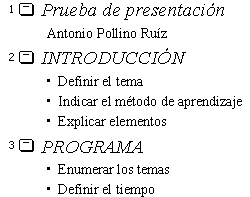 1 Prueba de presentación
Antonio Pollino Ruíz
2 INTRODUCCIÓN
• Definir el tema
• Indicar el método de aprendizaje
• Explicar elementos
3 PROGRAMA
• Enumerar los temas
• Definir el tiempo